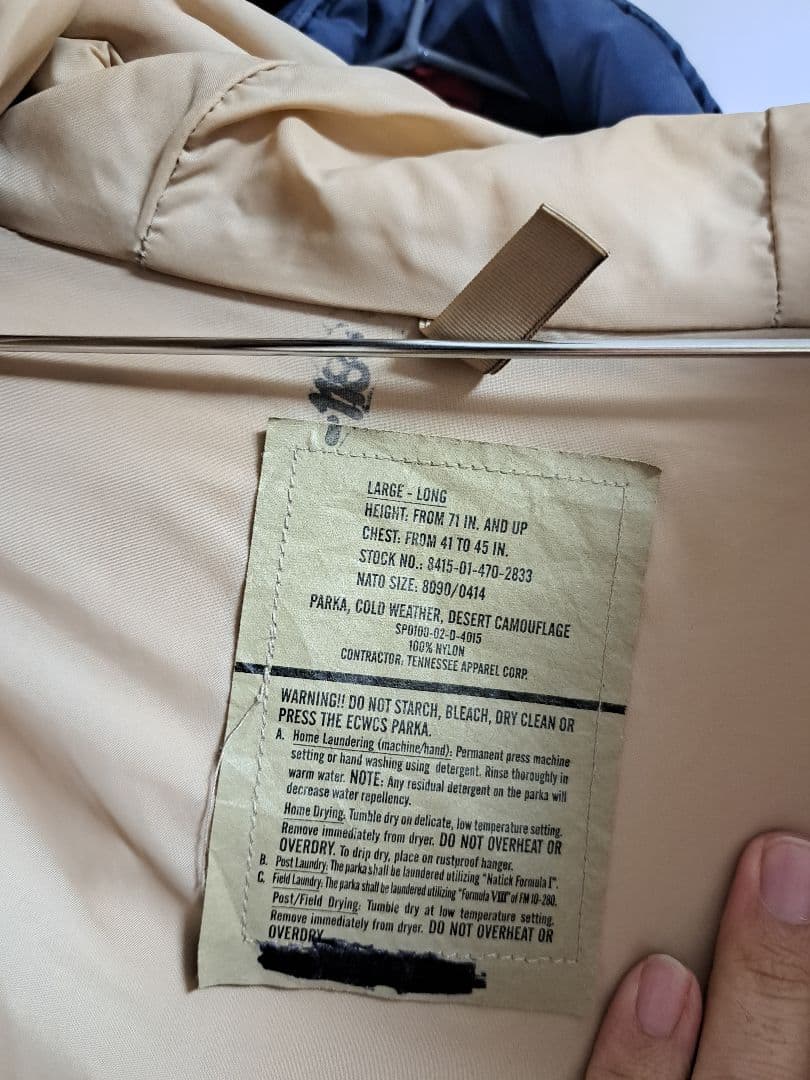 LARGE - LONG
HEIGHT: FROM 71 IN. AND UP
CHEST: FROM 41 TO 45 IN.
STOCK NO.: 8415-01-470-2833
NATO SIZE: 8090/0414
PARKA, COLD WEATHER, DESERT CAMOUFLAGE
SPO100-02-D-4015
100% NYLON
CONTRACTOR: TENNESSEE APPAREL CORP.
WARNING!! DO NOT STARCH, BLEACH, DRY CLEAN OR
PRESS THE ECWCS PARKA.
A. Home Laundering (machine/hand): Permanent press machine
setting or hand washing using detergent. Rinse thoroughly in
warm water. NOTE: Any residual detergent on the parka will
decrease water repellency.
Home Drying: Tumble dry on delicate, low temperature setting.
Remove immediately from dryer. DO NOT OVERHEAT OR
OVERDRY. To drip dry, place on rustproof hanger.
B. Post Laundry: The parka shall be laundered utilizing "Natick Formula I".
C. Field Laundry: The parka shall be laundered utilizing "Formula VIII" of FM 10-280.
Post/Field Drying: Tumble dry at low temperature setting.
Remove immediately from dryer. DO NOT OVERHEAT OR
OVERDRY